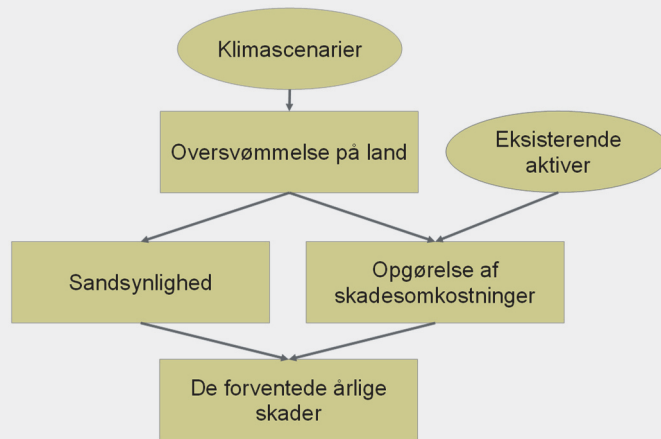 Klimascenarier
Oversvømmelse på land
Eksisterende
aktiver
Sandsynlighed
Opgørelse af
skadesomkostninger
De forventede årlige
skader